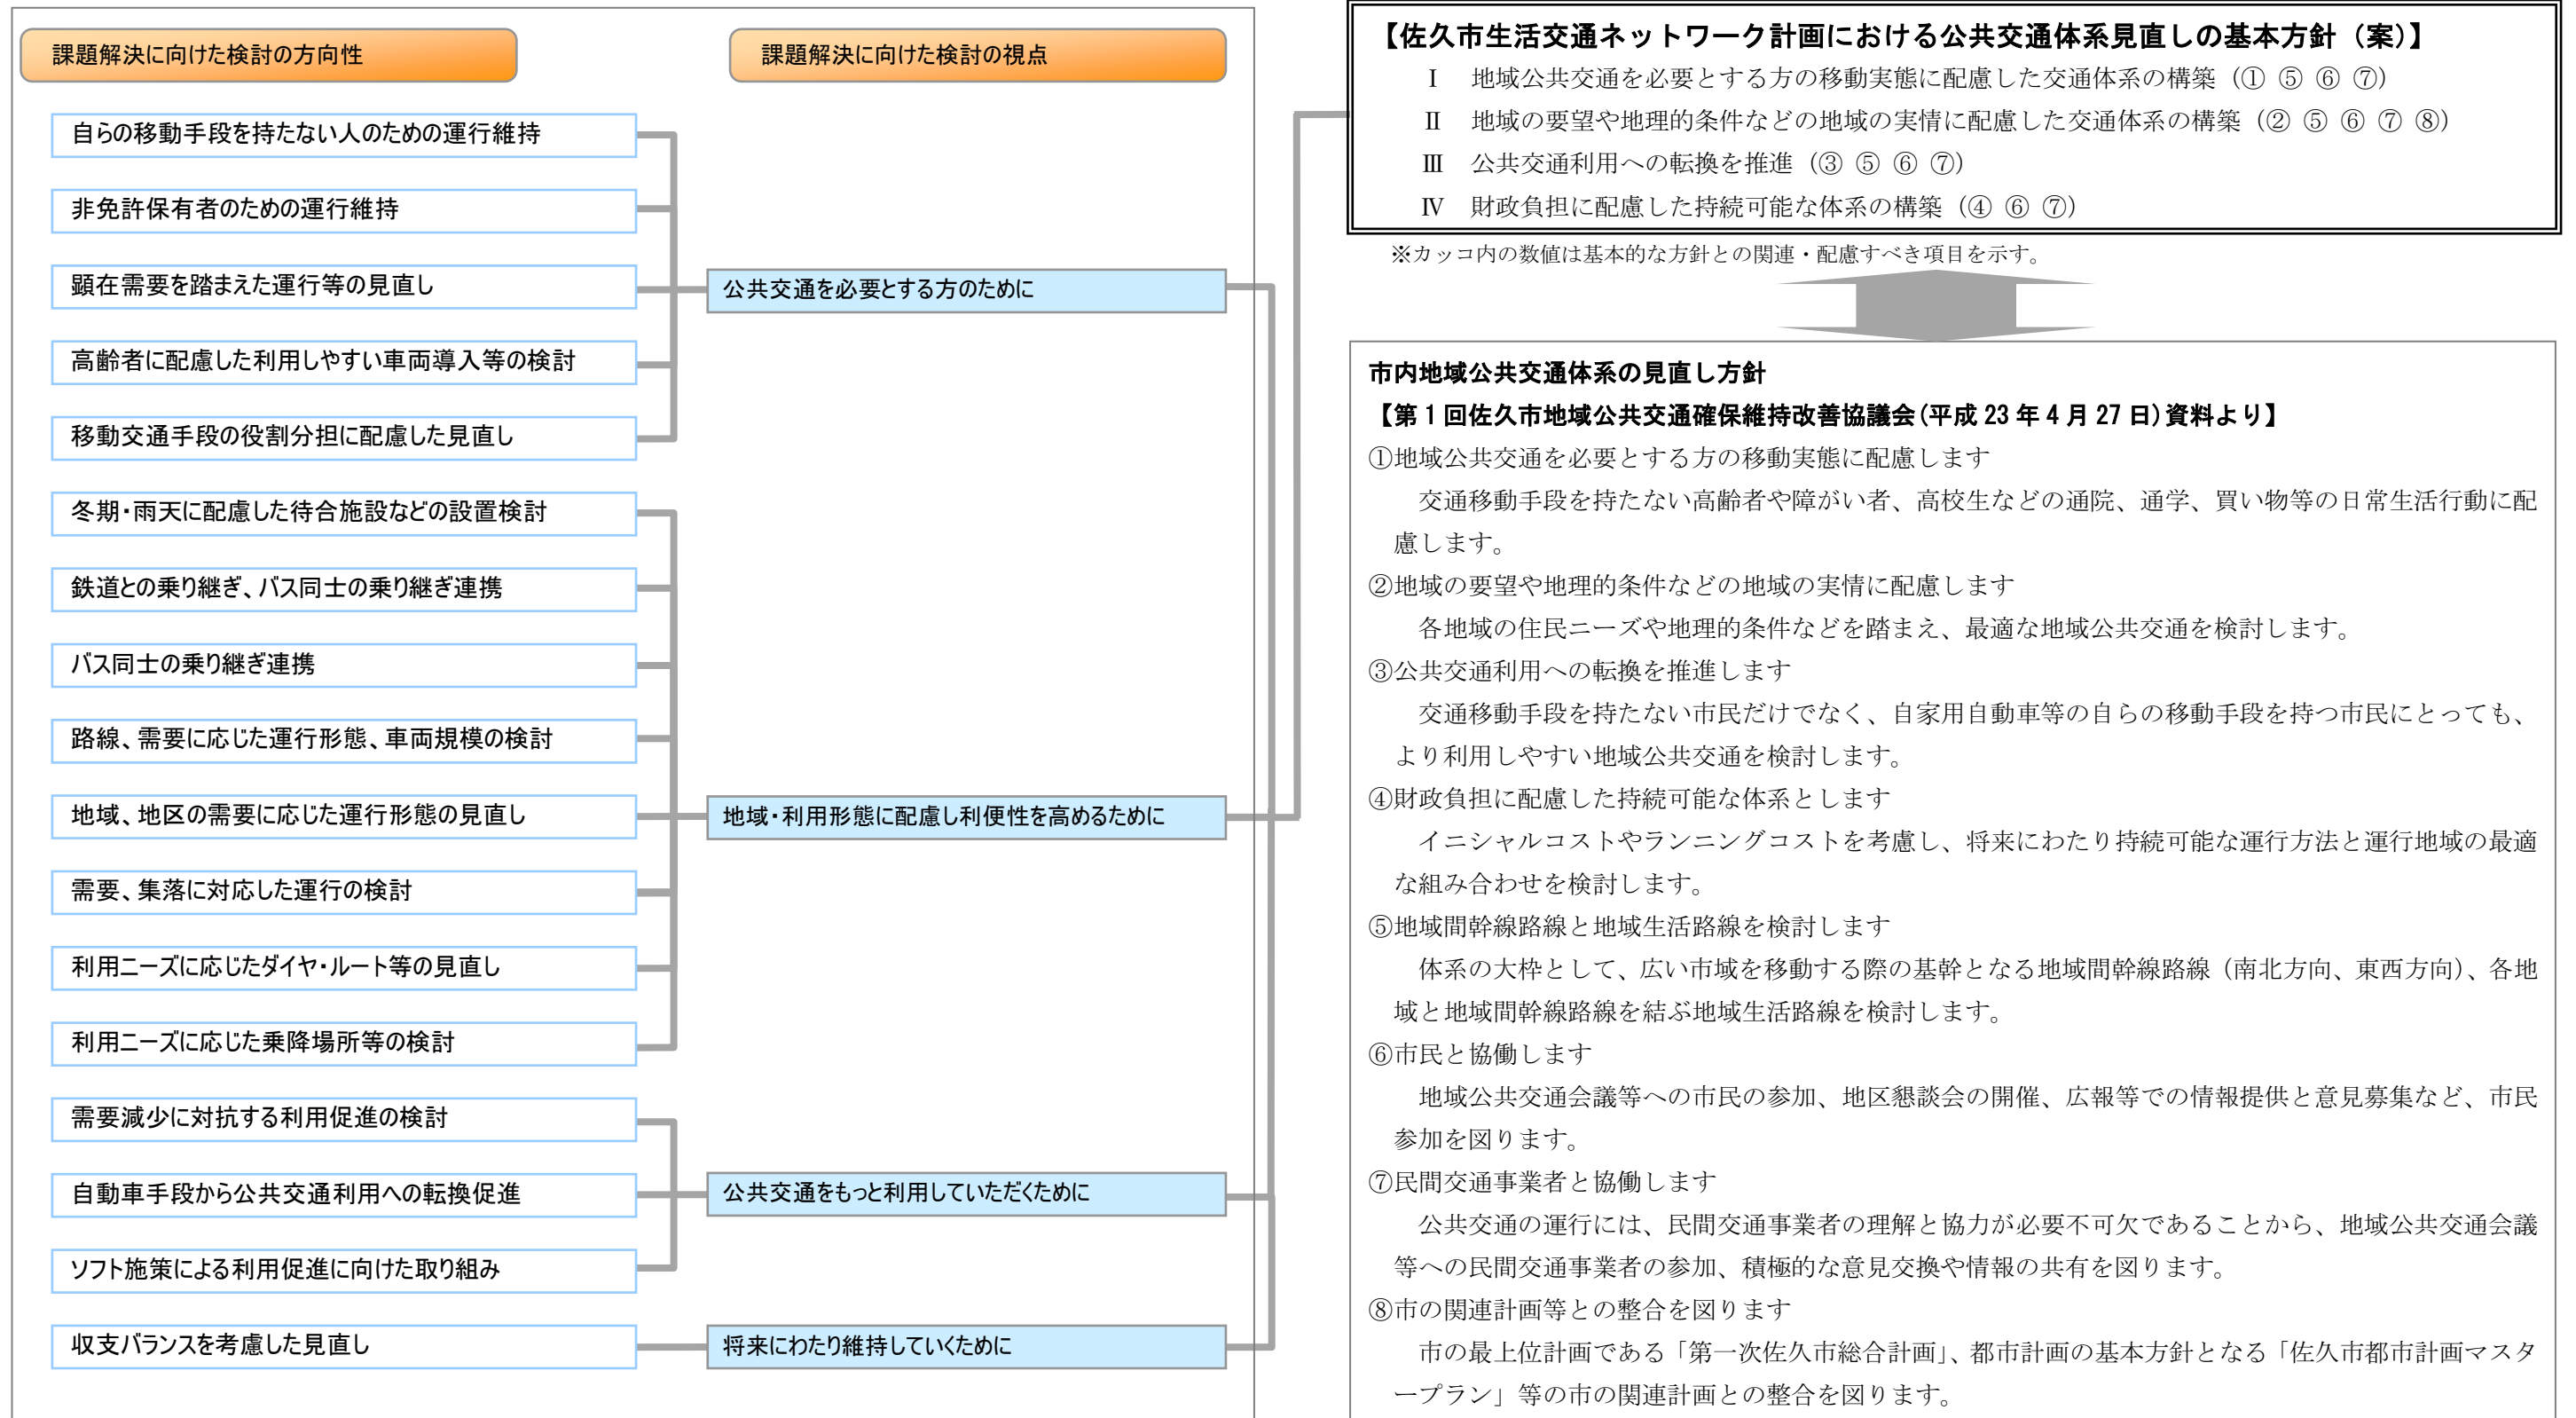 課題解決に向けた検討の方向性
課題解決に向けた検討の視点
自らの移動手段を持たない人のための運行維持
非免許保有者のための運行維持
顕在需要を踏まえた運行等の見直し
高齢者に配慮した利用しやすい車両導入等の検討
移動交通手段の役割分担に配慮した見直し
冬期・雨天に配慮した待合施設などの設置検討
鉄道との乗り継ぎ、バス同士の乗り継ぎ連携
バス同士の乗り継ぎ連携
路線、需要に応じた運行形態、車両規模の検討
地域、地区の需要に応じた運行形態の見直し
需要、集落に対応した運行の検討
利用ニーズに応じたダイヤ・ルート等の見直し
利用ニーズに応じた乗降場所等の検討
需要減少に対抗する利用促進の検討
自動車手段から公共交通利用への転換促進
ソフト施策による利用促進に向けた取り組み
収支バランスを考慮した見直し
公共交通を必要とする方のために
地域・利用形態に配慮し利便性を高めるために
公共交通をもっと利用していただくために
将来にわたり維持していくために
【佐久市生活交通ネットワーク計画における公共交通体系見直しの基本方針（案）】
Ⅰ 地域公共交通を必要とする方の移動実態に配慮した交通体系の構築（① ⑤ ⑥ ⑦）
Ⅱ 地域の要望や地理的条件などの地域の実情に配慮した交通体系の構築（② ⑤ ⑥ ⑦ ⑧）
Ⅲ 公共交通利用への転換を推進（③ ⑤ ⑥ ⑦）
Ⅳ 財政負担に配慮した持続可能な体系の構築（④ ⑥ ⑦）
※カッコ内の数値は基本的な方針との関連・配慮すべき項目を示す。
市内地域公共交通体系の見直し方針
【第1回佐久市地域公共交通確保維持改善協議会(平成23年4月27日)資料より】
①地域公共交通を必要とする方の移動実態に配慮します
交通移動手段を持たない高齢者や障がい者、高校生などの通院、通学、買い物等の日常生活行動に配
慮します。
②地域の要望や地理的条件などの地域の実情に配慮します
各地域の住民ニーズや地理的条件などを踏まえ、最適な地域公共交通を検討します。
③公共交通利用への転換を推進します
交通移動手段を持たない市民だけでなく、自家用自動車等の自らの移動手段を持つ市民にとっても、
より利用しやすい地域公共交通を検討します。
④財政負担に配慮した持続可能な体系とします
イニシャルコストやランニングコストを考慮し、将来にわたり持続可能な運行方法と運行地域の最適
な組み合わせを検討します。
⑤地域間幹線路線と地域生活路線を検討します
体系の大枠として、広い市域を移動する際の基幹となる地域間幹線路線（南北方向、東西方向）、各地
域と地域間幹線路線を結ぶ地域生活路線を検討します。
⑥市民と協働します
地域公共交通会議等への市民の参加、地区懇談会の開催、広報等での情報提供と意見募集など、市民
参加を図ります。
⑦民間交通事業者と協働します
公共交通の運行には、民間交通事業者の理解と協力が必要不可欠であることから、地域公共交通会議
等への民間交通事業者の参加、積極的な意見交換や情報の共有を図ります。
⑧市の関連計画等との整合を図ります
市の最上位計画である「第一次佐久市総合計画」、都市計画の基本方針となる「佐久市都市計画マスタ
ープラン」等の市の関連計画との整合を図ります。